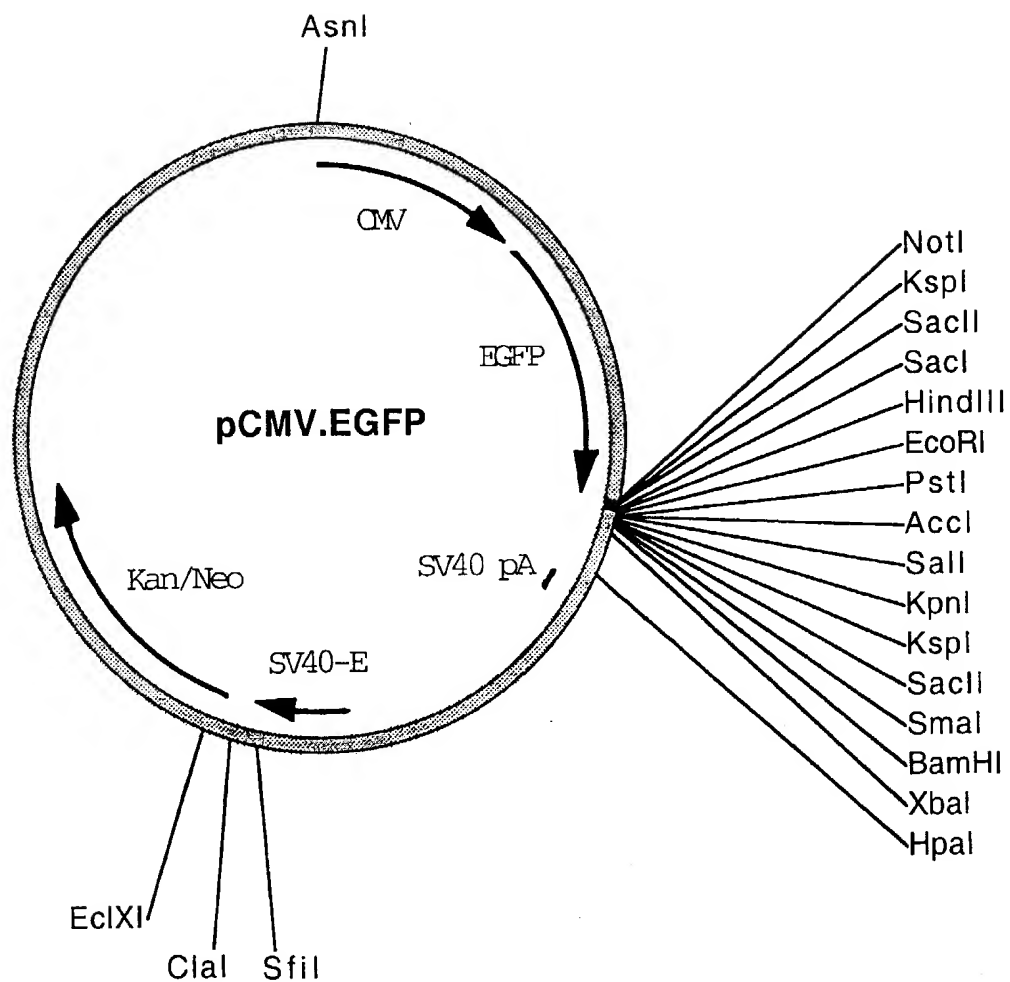 AsnI
CMV
EGFP
pCMV.EGFP
SV40 pA
Kan/Neo
SV40-E
NotI
KspI
SacII
SacI
HindIII
EcoRI
PstI
AccI
SalI
KpnI
KspI
SacII
SmaI
BamHI
XbaI
HpaI
EclXI
ClaI
SfiI